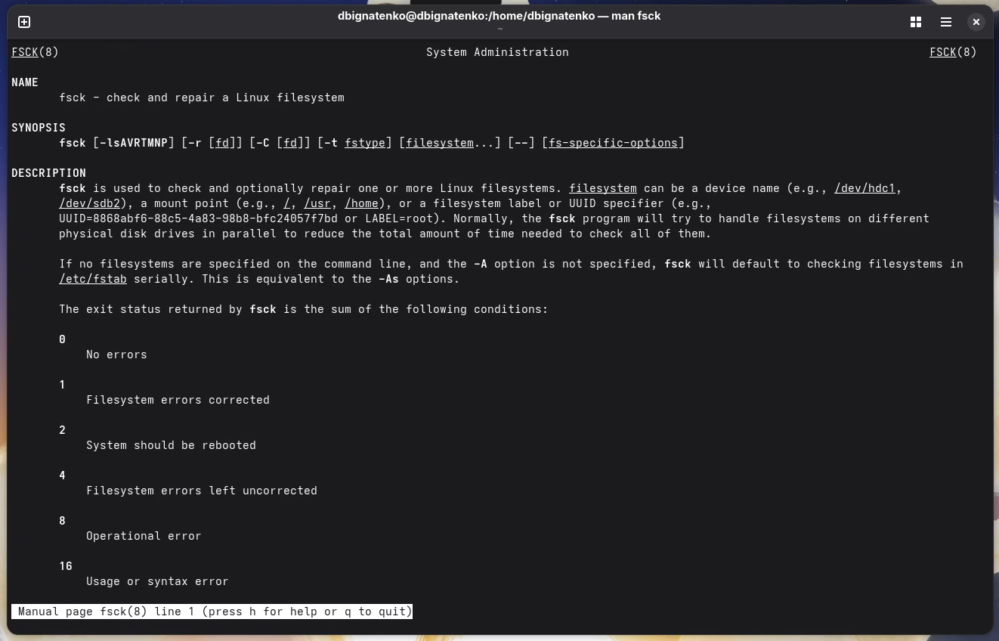 dbignatenko@dbignatenko:/home/dbignatenko — man fsck
~
FSCK(8) System Administration FSCK(8)
NAME
fsck - check and repair a Linux filesystem
SYNOPSIS
fsck [-lsAVRTMNP] [-r [fd]] [-C [fd]] [-t fstype] [filesystem...] [--] [fs-specific-options]
DESCRIPTION
fsck is used to check and optionally repair one or more Linux filesystems. filesystem can be a device name (e.g., /dev/hdc1,
/dev/sdb2), a mount point (e.g., /, /usr, /home), or a filesystem label or UUID specifier (e.g.,
UUID=8868abf6-88c5-4a83-98b8-bfc24057f7bd or LABEL=root). Normally, the fsck program will try to handle filesystems on different
physical disk drives in parallel to reduce the total amount of time needed to check all of them.
If no filesystems are specified on the command line, and the -A option is not specified, fsck will default to checking filesystems in
/etc/fstab serially. This is equivalent to the -As options.
The exit status returned by fsck is the sum of the following conditions:
0
No errors
1
Filesystem errors corrected
2
System should be rebooted
4
Filesystem errors left uncorrected
8
Operational error
16
Usage or syntax error
Manual page fsck(8) line 1 (press h for help or q to quit)